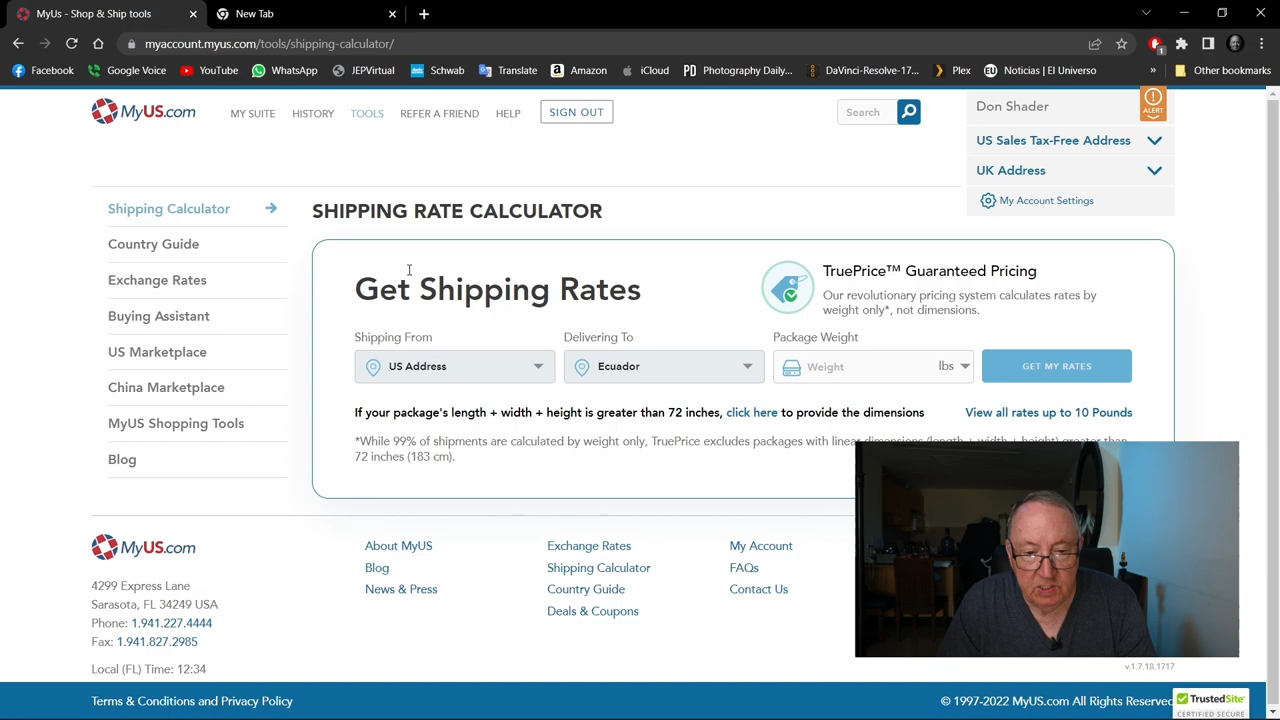 MyUs - Shop & Ship tools
New Tab
myaccount.myus.com/tools/shipping-calculator/
Facebook
Google Voice
YouTube
WhatsApp
JEPVirtual
Schwab
Translate
Amazon
iCloud
PD Photography Daily...
DaVinci-Resolve-17...
Plex
EU Noticias | El Universo
»
Other bookmarks
MyUS.com
MY SUITE
HISTORY
TOOLS
REFER A FRIEND
HELP
SIGN OUT
Search
Don Shader
ALERT
US Sales Tax-Free Address
UK Address
My Account Settings
Shipping Calculator
Country Guide
Exchange Rates
Buying Assistant
US Marketplace
China Marketplace
MyUS Shopping Tools
Blog
SHIPPING RATE CALCULATOR
Get Shipping Rates
TruePrice™ Guaranteed Pricing
Our revolutionary pricing system calculates rates by
weight only*, not dimensions.
Shipping From
Delivering To
Package Weight
US Address
Ecuador
Weight
lbs
GET MY RATES
If your package's length + width + height is greater than 72 inches, click here to provide the dimensions
View all rates up to 10 Pounds
*While 99% of shipments are calculated by weight only, TruePrice excludes packages with linear dimensions (length + width + height) greater than
72 inches (183 cm).
MyUS.com
4299 Express Lane
Sarasota, FL 34249 USA
Phone: 1.941.227.4444
Fax: 1.941.827.2985
Local (FL) Time: 12:34
About MyUS
Blog
News & Press
Exchange Rates
Shipping Calculator
Country Guide
Deals & Coupons
My Account
FAQs
Contact Us
v.1.7.18.1717
Terms & Conditions and Privacy Policy
© 1997-2022 MyUS.com All Rights Reserved
TrustedSite
CERTIFIED SECURE